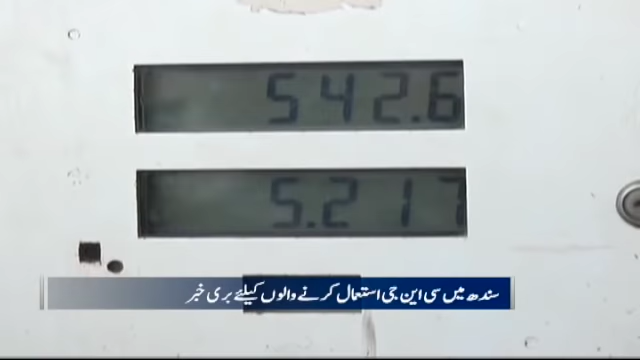 542.6
5.217
سندھ میں سی این جی استعمال کرنے والوں کیلئے بری خبر